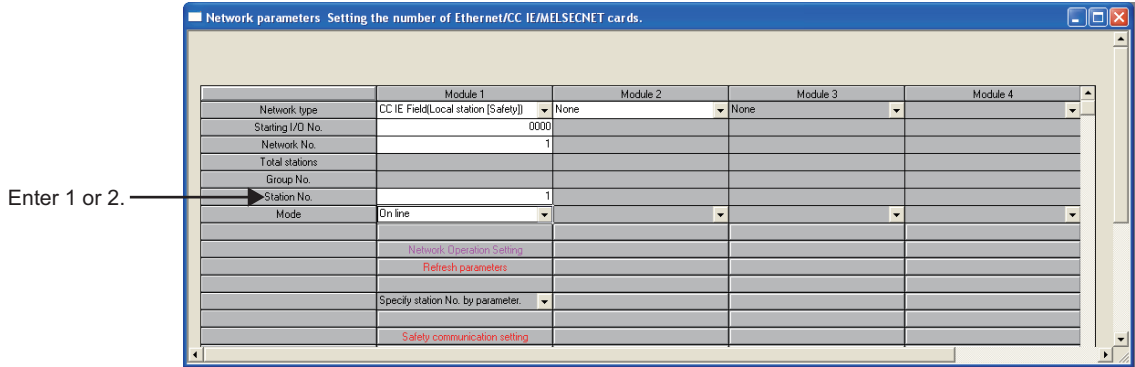 Network parameters Setting the number of Ethernet/CC IE/MELSECNET cards.
Module 1 Module 2 Module 3 Module 4
Network type CC IE Field(Local station [Safety]) None None
Starting I/O No. 0000
Network No. 1
Total stations
Group No.
Enter 1 or 2. Station No. 1
Mode On line
Network Operation Setting
Refresh parameters
Specify station No. by parameter.
Safety communication setting